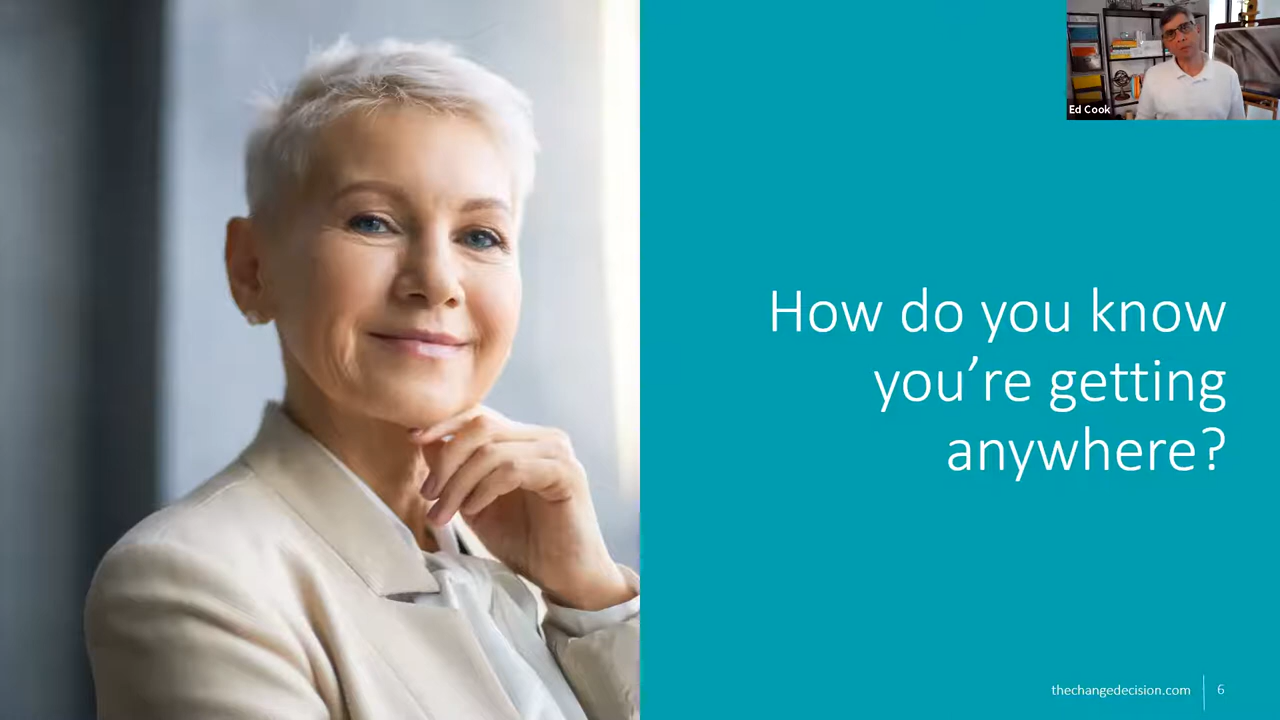 Ed Cook
How do you know
you’re getting
anywhere?
thechangedecision.com 6